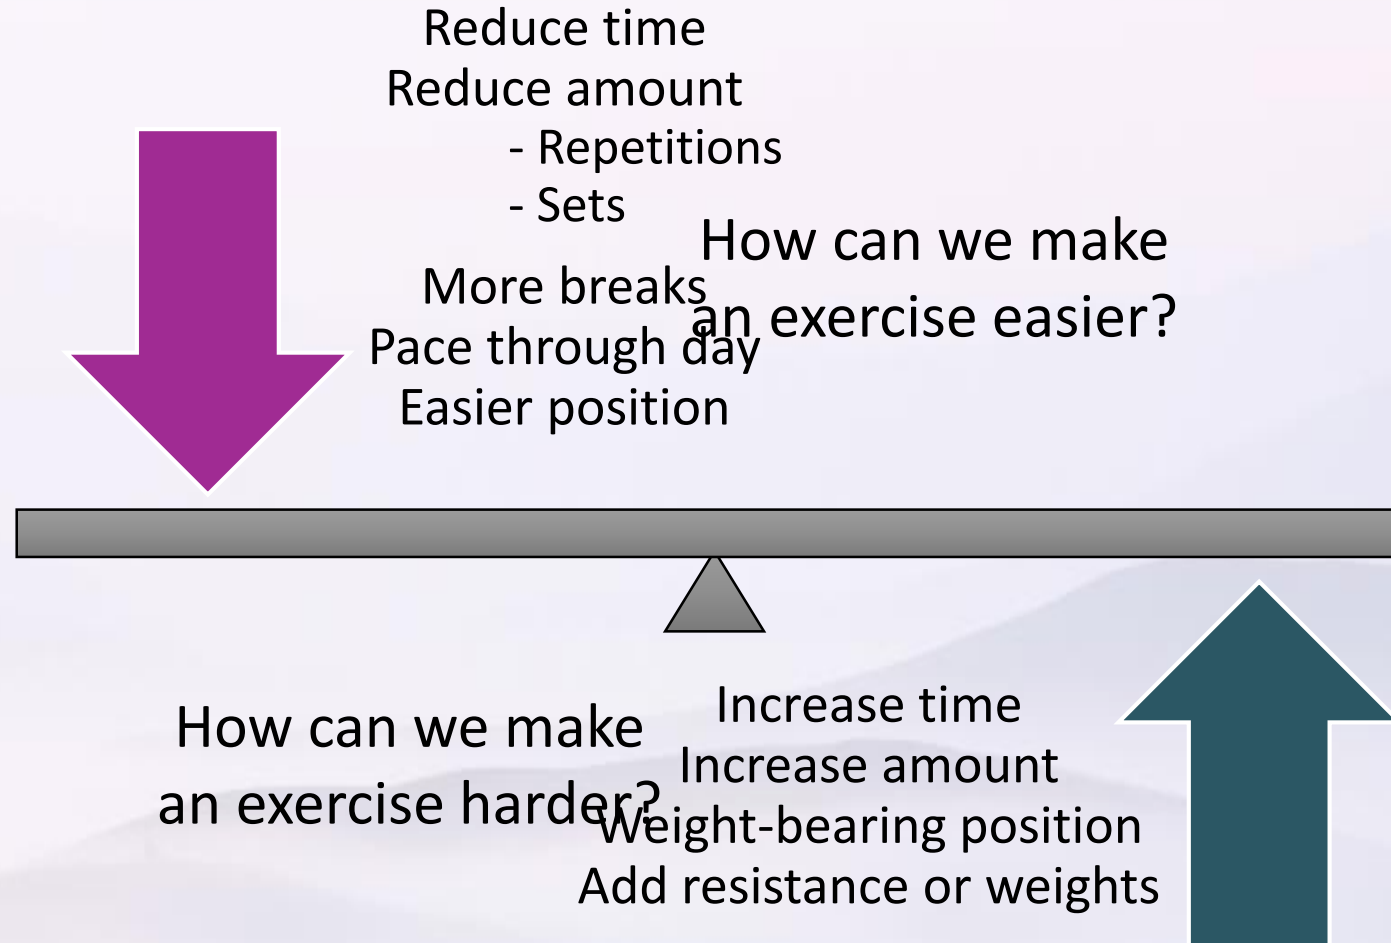 Reduce time
Reduce amount
- Repetitions
- Sets
More breaks
Pace through day
Easier position
How can we make
an exercise easier?
How can we make
an exercise harder?
Increase time
Increase amount
Weight-bearing position
Add resistance or weights